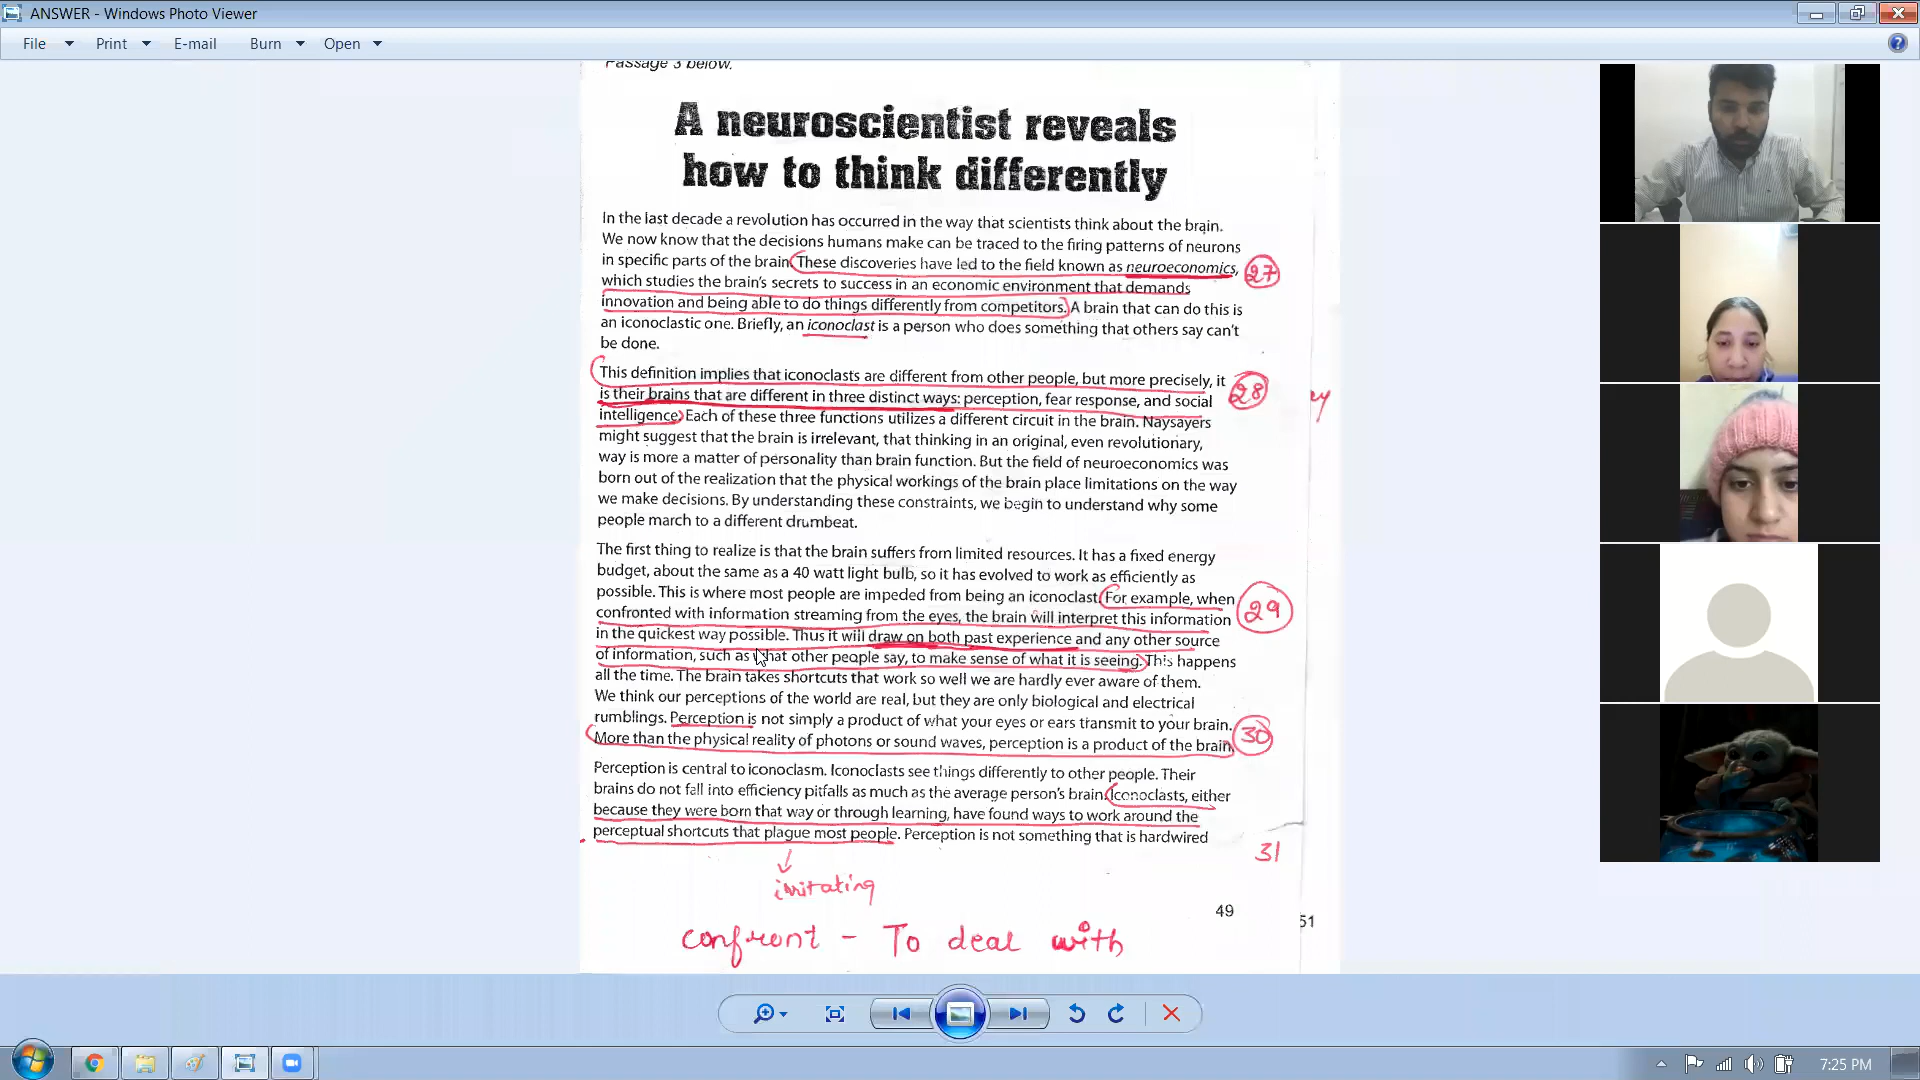 ANSWER - Windows Photo Viewer
File Print E-mail Burn Open
Passage 3 below.
A neuroscientist reveals
how to think differently
In the last decade a revolution has occurred in the way that scientists think about the brain.
We now know that the decisions humans make can be traced to the firing patterns of neurons
in specific parts of the brain. These discoveries have led to the field known as neuroeconomics, 27
which studies the brain's secrets to success in an economic environment that demands
innovation and being able to do things differently from competitors. A brain that can do this is
an iconoclastic one. Briefly, an iconoclast is a person who does something that others say can't
be done.
This definition implies that iconoclasts are different from other people, but more precisely, it 28
is their brains that are different in three distinct ways: perception, fear response, and social
intelligence. Each of these three functions utilizes a different circuit in the brain. Naysayers
might suggest that the brain is irrelevant, that thinking in an original, even revolutionary,
way is more a matter of personality than brain function. But the field of neuroeconomics was
born out of the realization that the physical workings of the brain place limitations on the way
we make decisions. By understanding these constraints, we begin to understand why some
people march to a different drumbeat.
The first thing to realize is that the brain suffers from limited resources. It has a fixed energy
budget, about the same as a 40 watt light bulb, so it has evolved to work as efficiently as
possible. This is where most people are impeded from being an iconoclast. For example, when 29
confronted with information streaming from the eyes, the brain will interpret this information
in the quickest way possible. Thus it will draw on both past experience and any other source
of information, such as what other people say, to make sense of what it is seeing. This happens
all the time. The brain takes shortcuts that work so well we are hardly ever aware of them.
We think our perceptions of the world are real, but they are only biological and electrical
rumblings. Perception is not simply a product of what your eyes or ears transmit to your brain.
More than the physical reality of photons or sound waves, perception is a product of the brain. 30
Perception is central to iconoclasm. Iconoclasts see things differently to other people. Their
brains do not fall into efficiency pitfalls as much as the average person's brain. Iconoclasts, either
because they were born that way or through learning, have found ways to work around the
perceptual shortcuts that plague most people. Perception is not something that is hardwired
31
irritating
49
51
confront - To deal with
7:25 PM